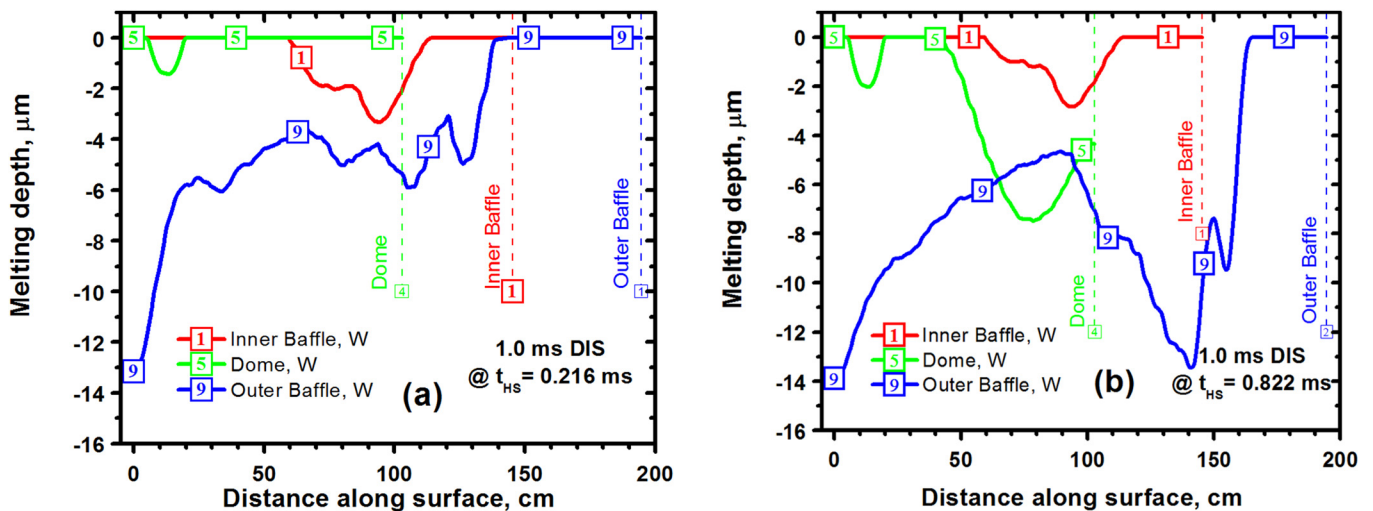 5 5 5 9 9
0
-2
-4
-6
-8
-10
-12
-14
-16
Melting depth, μm
1
9
9
9
Dome
4
Inner Baffle
1
Outer Baffle
1
1 Inner Baffle, W
5 Dome, W
9 Outer Baffle, W
(a)
1.0 ms DIS
@ tHS= 0.216 ms
0 50 100 150 200
Distance along surface, cm
5 5 1 1 9
0
-2
-4
-6
-8
-10
-12
-14
-16
Melting depth, μm
5
9
9
9
9
Dome
4
Inner Baffle
1
Outer Baffle
2
1 Inner Baffle, W
5 Dome, W
9 Outer Baffle, W
(b)
1.0 ms DIS
@ tHS= 0.822 ms
0 50 100 150 200
Distance along surface, cm